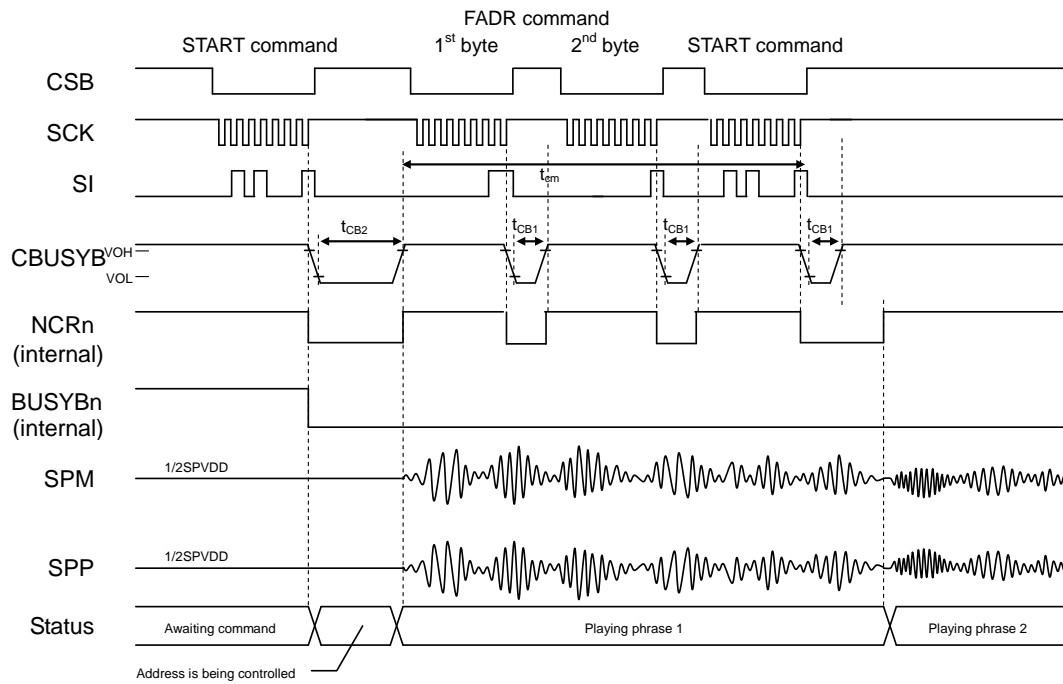 FADR command
START command 1st byte 2nd byte START command
CSB
SCK
SI
tcm
tCB2 tCB1 tCB1 tCB1
CBUSYB VOH
VOL
NCRn
(internal)
BUSYBn
(internal)
SPM 1/2SPVDD
SPP 1/2SPVDD
Status Awaiting command Playing phrase 1 Playing phrase 2
Address is being controlled